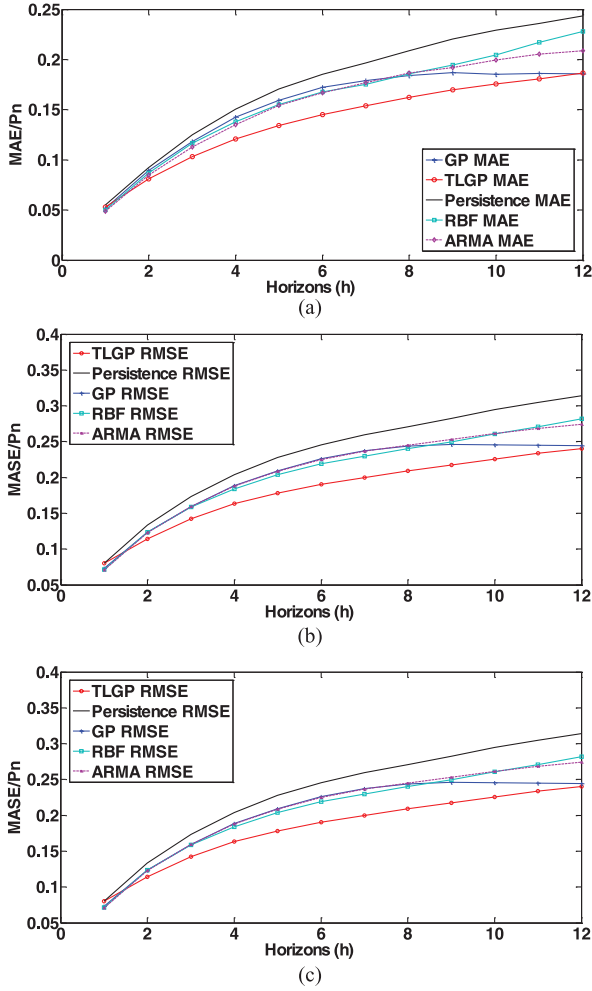 0.25
0.2
0.15
0.1
0.05
0
MAE/Pn
GP MAE
TLGP MAE
Persistence MAE
RBF MAE
ARMA MAE
0 2 4 6 8 10 12
Horizons (h)
(a)
0.4
0.35
0.3
0.25
0.2
0.15
0.1
0.05
MASE/Pn
TLGP RMSE
Persistence RMSE
GP RMSE
RBF RMSE
ARMA RMSE
0 2 4 6 8 10 12
Horizons (h)
(b)
0.4
0.35
0.3
0.25
0.2
0.15
0.1
0.05
MASE/Pn
TLGP RMSE
Persistence RMSE
GP RMSE
RBF RMSE
ARMA RMSE
0 2 4 6 8 10 12
Horizons (h)
(c)